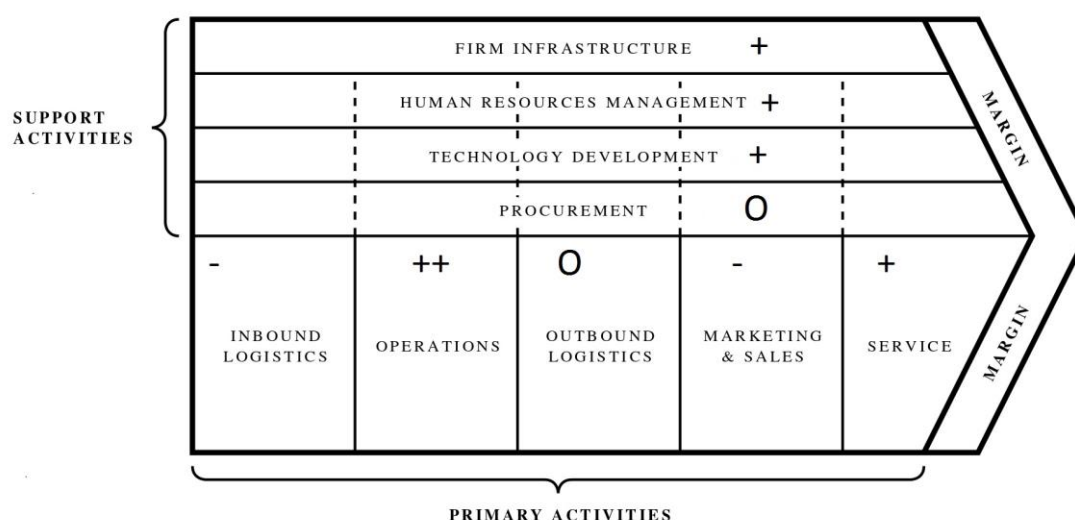 FIRM INFRASTRUCTURE +
HUMAN RESOURCES MANAGEMENT +
SUPPORT
ACTIVITIES
TECHNOLOGY DEVELOPMENT +
PROCUREMENT O
MARGIN
- ++ O - +
INBOUND
LOGISTICS
OPERATIONS
OUTBOUND
LOGISTICS
MARKETING
& SALES
SERVICE
MARGIN
PRIMARY ACTIVITIES